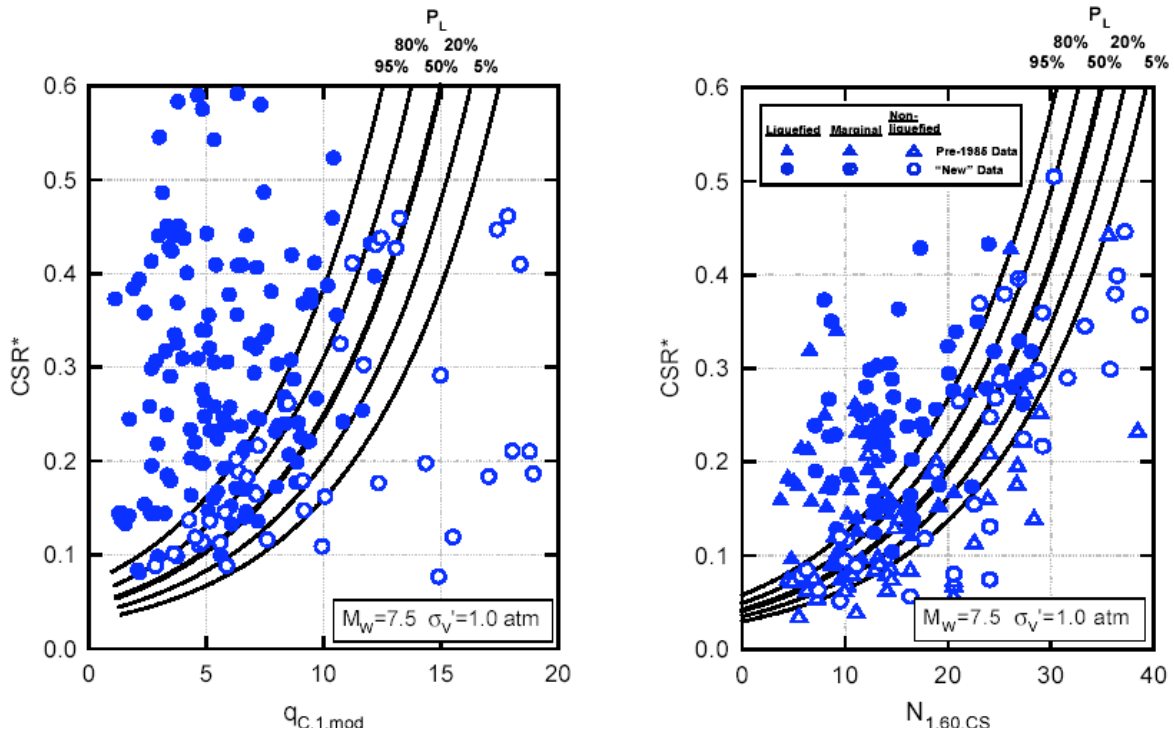 P_L
80% 20%
95% 50% 5%
0.6
0.5
0.4
0.3
0.2
0.1
0.0
CSR*
M_W=7.5 σ_v'=1.0 atm
0 5 10 15 20
q_C,1,mod
P_L
80% 20%
95% 50% 5%
0.6
0.5
0.4
0.3
0.2
0.1
0.0
CSR*
Non-
Liquefied Marginal liquefied
Pre-1985 Data
"New" Data
M_W=7.5 σ_v'=1.0 atm
0 10 20 30 40
N_1,60,CS